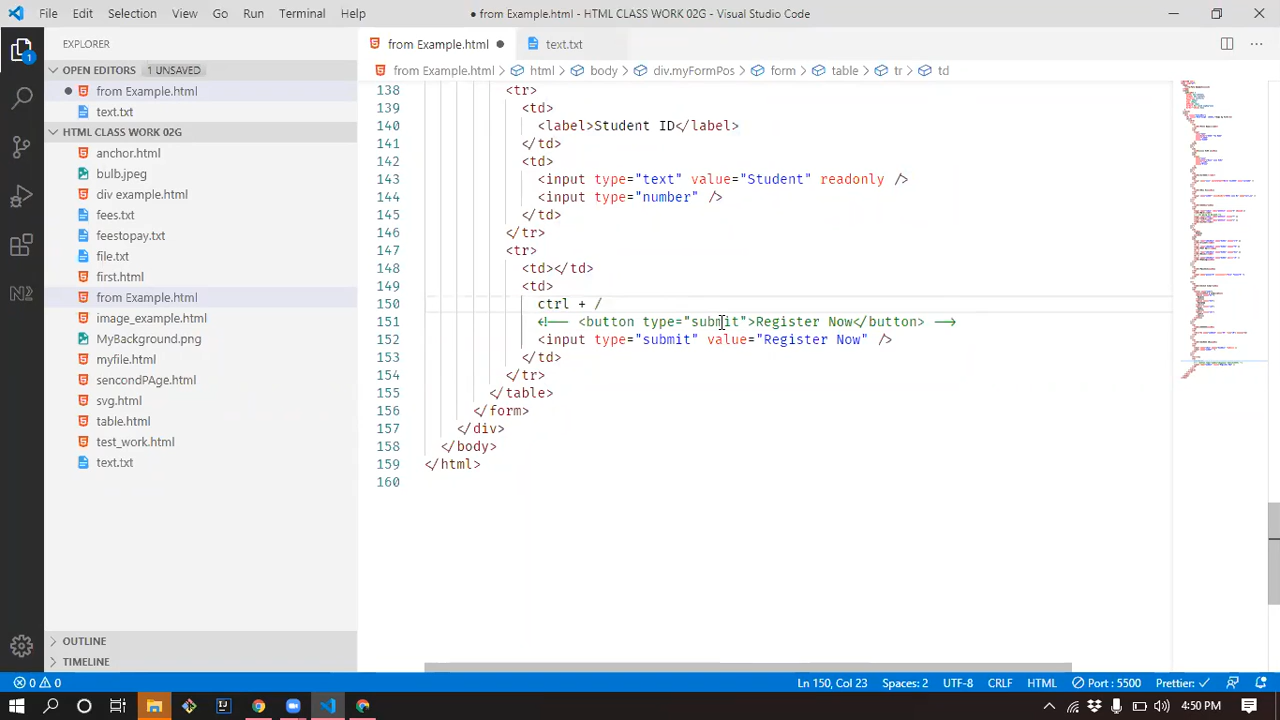 File Edit Selection View Go Run Terminal Help
● from Example.html - HTML CLASS WORK 02G - Visual Studio Code
EXPLORER
OPEN EDITORS 1 UNSAVED
● from Example.html
text.txt
HTML CLASS WORK 02G
anchor.html
bulb.jpeg
div example.html
fees.txt
feestopay.txt
file.txt
first.html
from Example.html
image_example.html
MyBackground.png
myfile.html
sencondPAge.html
svg.html
table.html
test_work.html
text.txt
OUTLINE
TIMELINE
from Example.html ● text.txt
from Example.html > html > body > div.myFormPos > form > table > tr > td
138 <tr>
139 <td>
140 <label>Student ID</label>
141 </td>
142 <td>
143 <input type="text" value="Student" readonly />
144 <input type="number" />
145 </td>
146 </tr>
147 <tr>
148 <td></td>
149 <td>
150 ctrl + /
151 <!-- <button type="submit">Register Now</button> -->
152 <input type="submit" value="Register Now" />
153 </td>
154 </tr>
155 </table>
156 </form>
157 </div>
158 </body>
159 </html>
160
0 0 Ln 150, Col 23 Spaces: 2 UTF-8 CRLF HTML Port : 5500 Prettier: ✓
4:50 PM